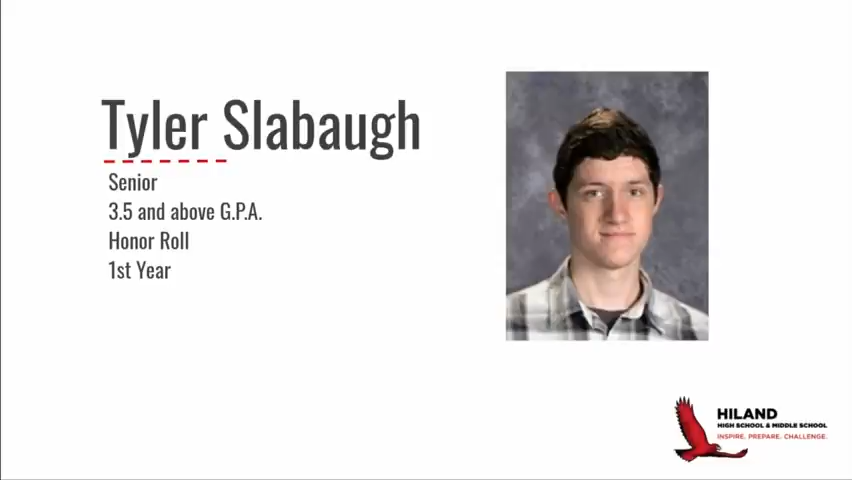 Tyler Slabaugh
Senior
3.5 and above G.P.A.
Honor Roll
1st Year
HILAND
HIGH SCHOOL & MIDDLE SCHOOL
INSPIRE. PREPARE. CHALLENGE.